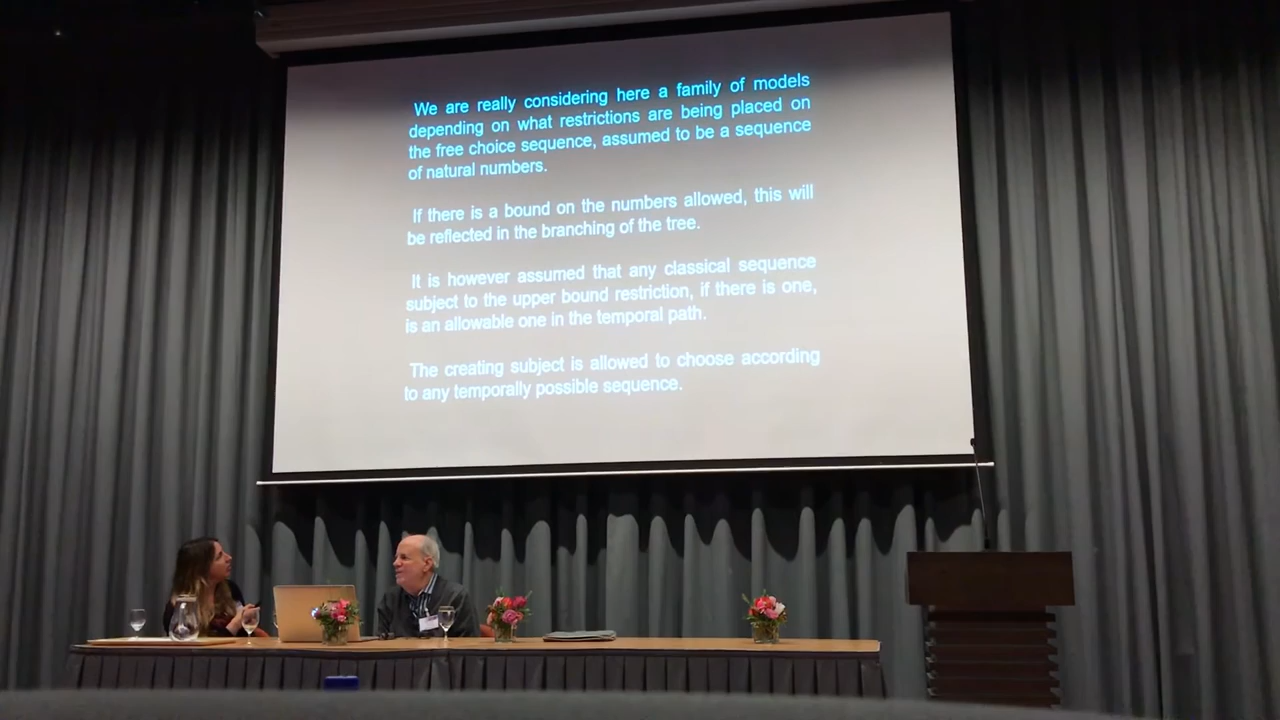 We are really considering here a family of models
depending on what restrictions are being placed on
the free choice sequence, assumed to be a sequence
of natural numbers.
If there is a bound on the numbers allowed, this will
be reflected in the branching of the tree.
It is however assumed that any classical sequence
subject to the upper bound restriction, if there is one,
is an allowable one in the temporal path.
The creating subject is allowed to choose according
to any temporally possible sequence.